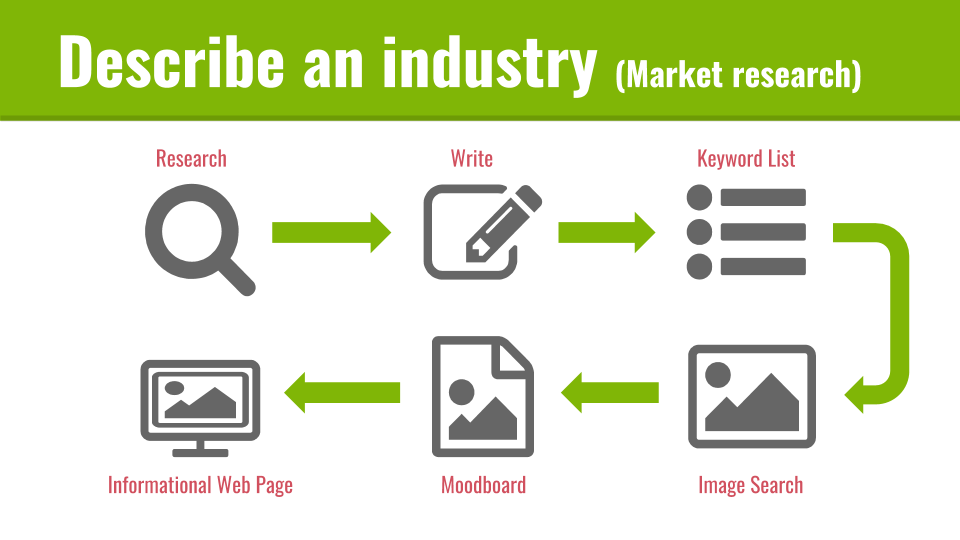 Describe an industry (Market research)
Research
Write
Keyword List
Informational Web Page
Moodboard
Image Search